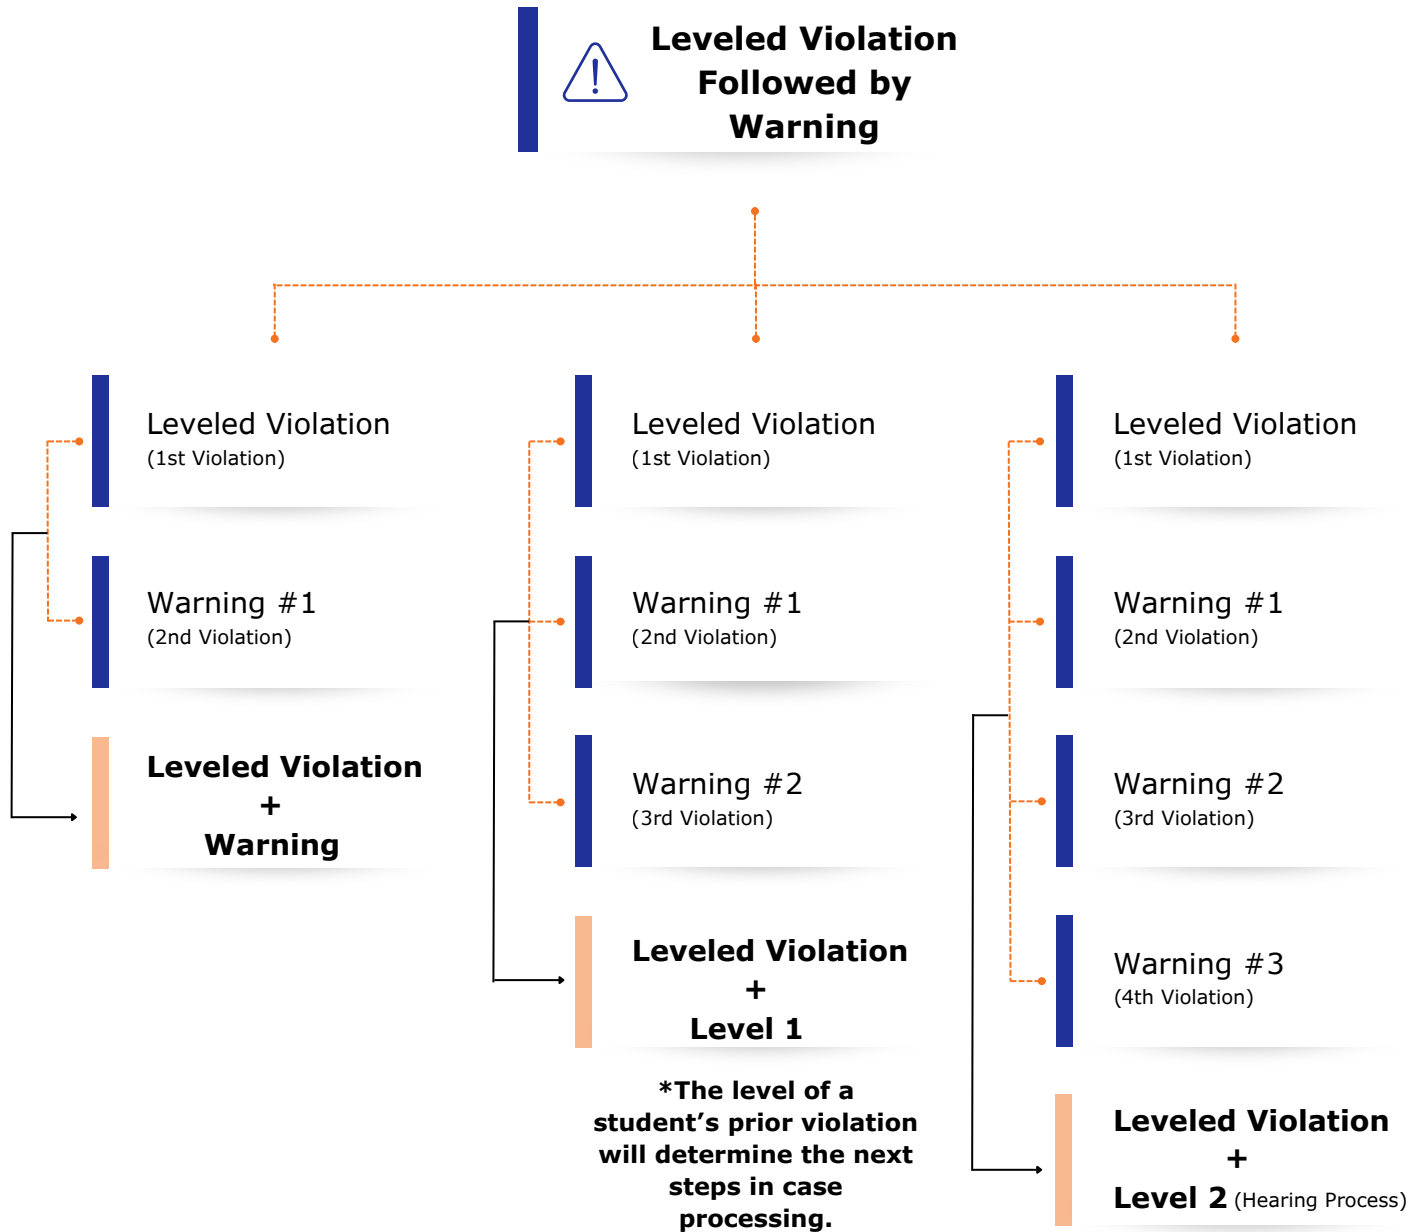 Leveled Violation
Followed by
Warning
Leveled Violation
(1st Violation)
Warning #1
(2nd Violation)
Leveled Violation
+
Warning
Leveled Violation
(1st Violation)
Warning #1
(2nd Violation)
Warning #2
(3rd Violation)
Leveled Violation
+
Level 1
*The level of a
student’s prior violation
will determine the next
steps in case
processing.
Leveled Violation
(1st Violation)
Warning #1
(2nd Violation)
Warning #2
(3rd Violation)
Warning #3
(4th Violation)
Leveled Violation
+
Level 2 (Hearing Process)